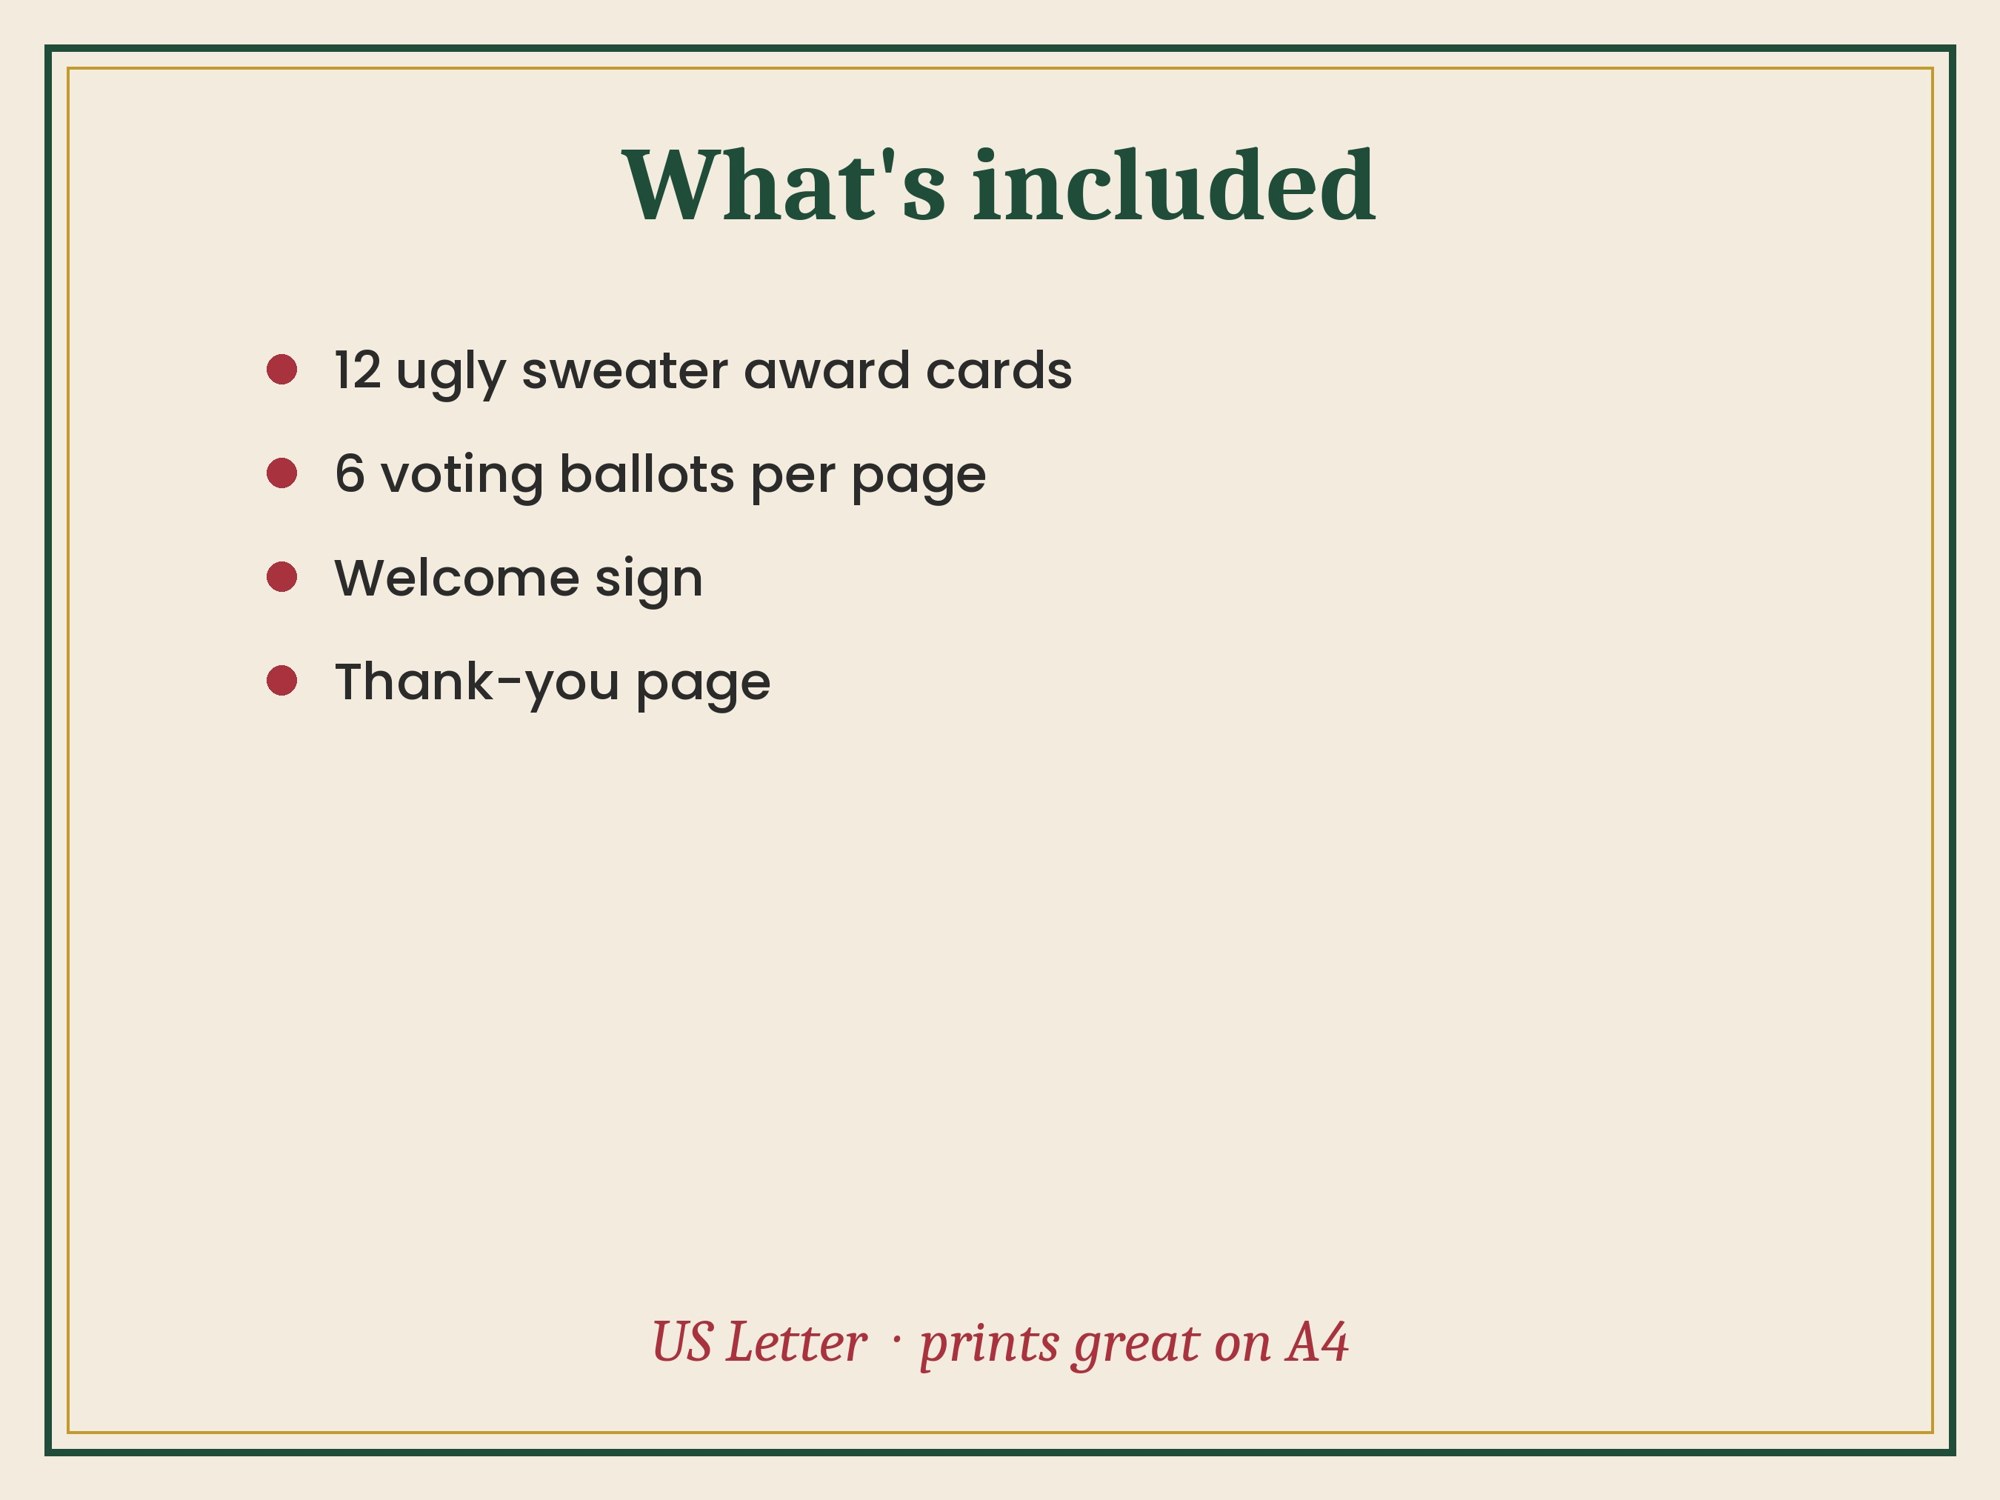 What's included
12 ugly sweater award cards
6 voting ballots per page
Welcome sign
Thank-you page
US Letter · prints great on A4